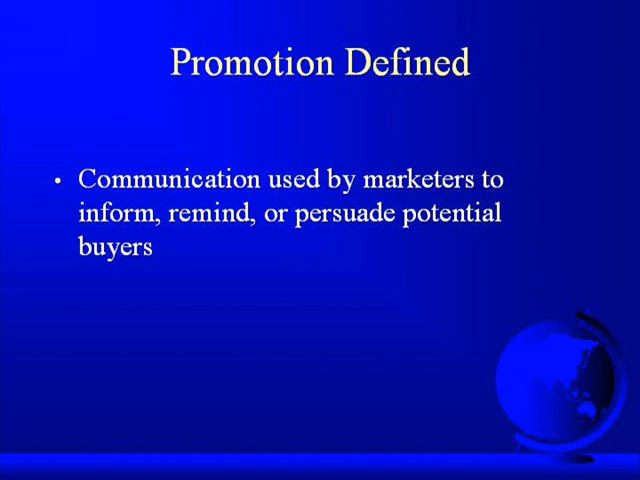 Promotion Defined
• Communication used by marketers to
inform, remind, or persuade potential
buyers